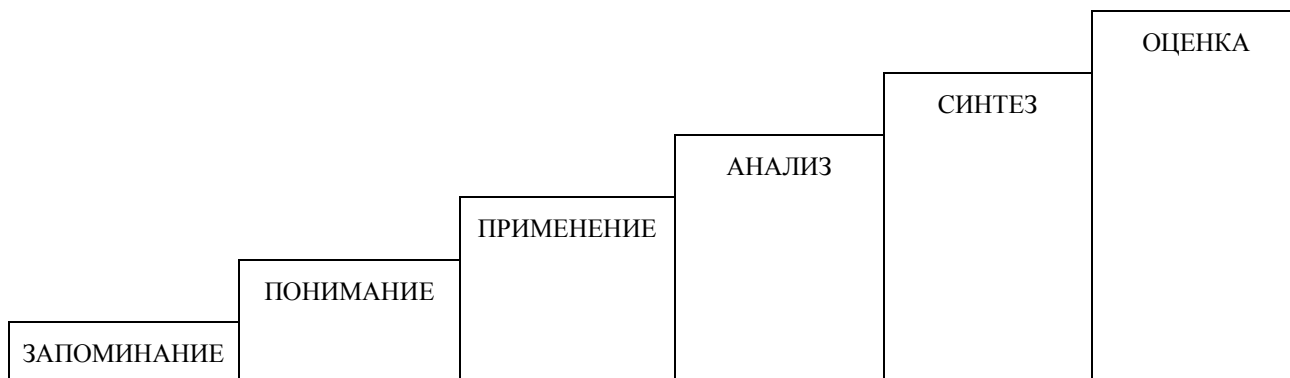 ОЦЕНКА
СИНТЕЗ
АНАЛИЗ
ПРИМЕНЕНИЕ
ПОНИМАНИЕ
ЗАПОМИНАНИЕ